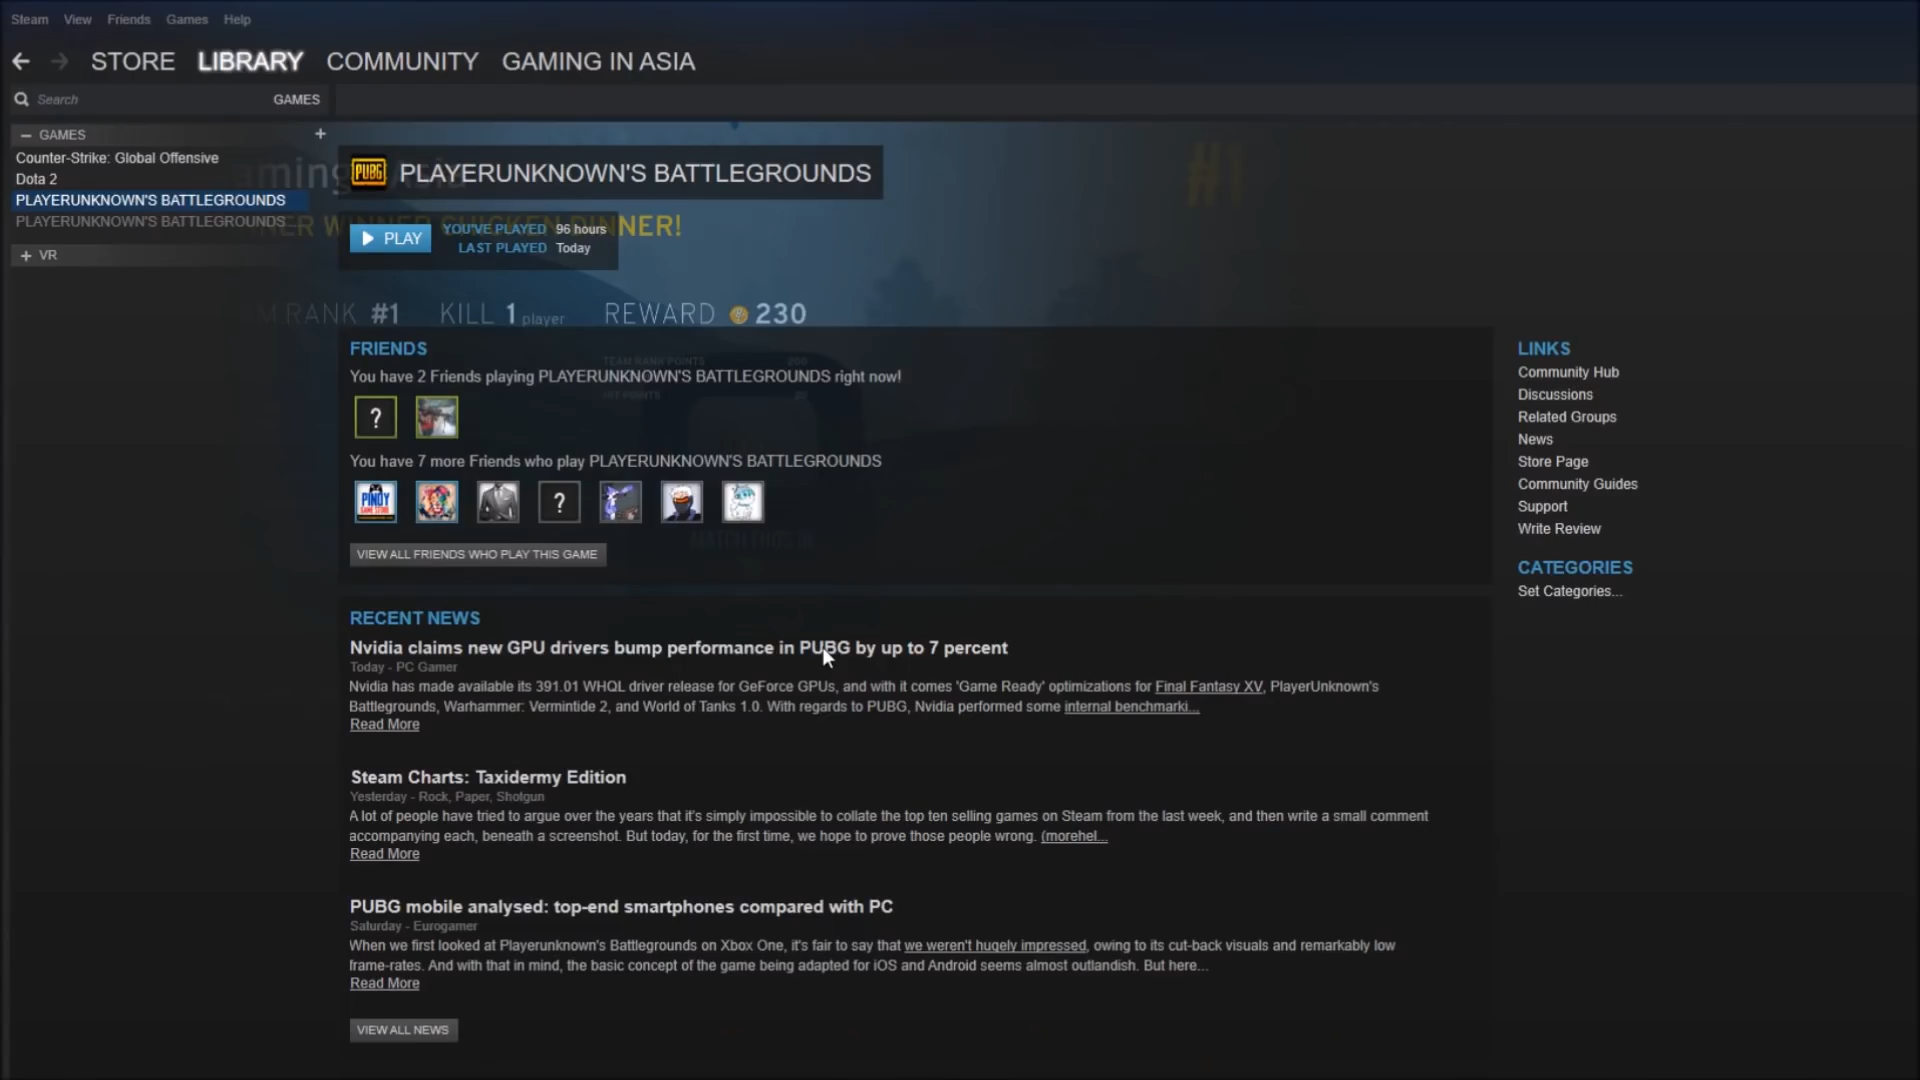 Steam View Friends Games Help
STORE LIBRARY COMMUNITY GAMING IN ASIA
Search GAMES
GAMES +
Counter-Strike: Global Offensive
Dota 2
PLAYERUNKNOWN'S BATTLEGROUNDS
PLAYERUNKNOWN'S BATTLEGROUNDS ...
+ VR
#1
PUBG PLAYERUNKNOWN'S BATTLEGROUNDS
CHICKEN DINNER!
PLAY
YOU'VE PLAYED 96 hours
LAST PLAYED Today
RANK #1 KILL 1 player REWARD 230
FRIENDS
TEAM RANK POINTS 200
You have 2 Friends playing PLAYERUNKNOWN'S BATTLEGROUNDS right now!
HIT POINTS
?
You have 7 more Friends who play PLAYERUNKNOWN'S BATTLEGROUNDS
PINOY
GAME STORE
?
VIEW ALL FRIENDS WHO PLAY THIS GAME
RECENT NEWS
Nvidia claims new GPU drivers bump performance in PUBG by up to 7 percent
Today - PC Gamer
Nvidia has made available its 391.01 WHQL driver release for GeForce GPUs, and with it comes 'Game Ready' optimizations for Final Fantasy XV, PlayerUnknown's
Battlegrounds, Warhammer: Vermintide 2, and World of Tanks 1.0. With regards to PUBG, Nvidia performed some internal benchmarki...
Read More
Steam Charts: Taxidermy Edition
Yesterday - Rock, Paper, Shotgun
A lot of people have tried to argue over the years that it's simply impossible to collate the top ten selling games on Steam from the last week, and then write a small comment
accompanying each, beneath a screenshot. But today, for the first time, we hope to prove those people wrong. (morehel...
Read More
PUBG mobile analysed: top-end smartphones compared with PC
Saturday - Eurogamer
When we first looked at Playerunknown's Battlegrounds on Xbox One, it's fair to say that we weren't hugely impressed, owing to its cut-back visuals and remarkably low
frame-rates. And with that in mind, the basic concept of the game being adapted for iOS and Android seems almost outlandish. But here...
Read More
VIEW ALL NEWS
LINKS
Community Hub
Discussions
Related Groups
News
Store Page
Community Guides
Support
Write Review
CATEGORIES
Set Categories...